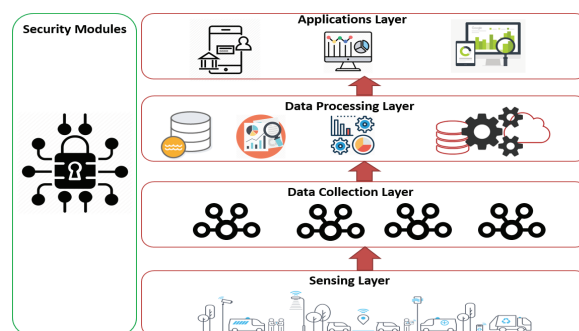 Security Modules
Applications Layer
Data Processing Layer
Data Collection Layer
Sensing Layer